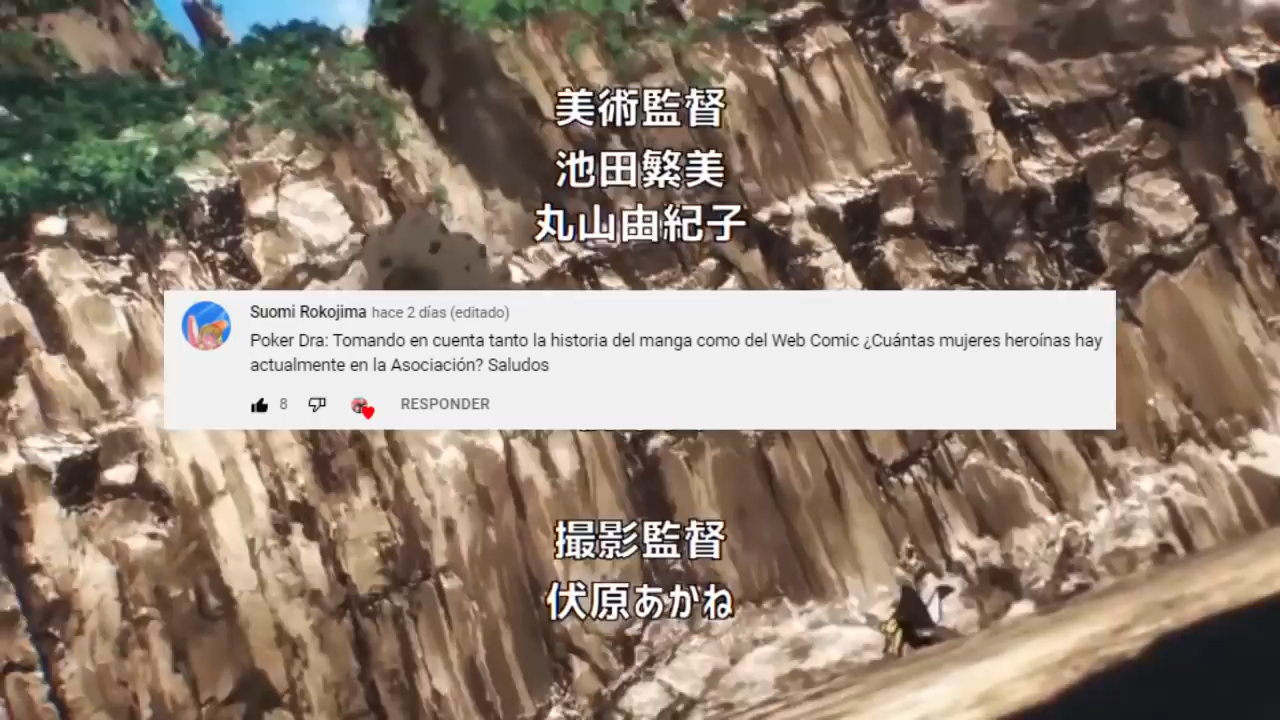 美術監督
池田繁美
丸山由紀子
Suomi Rokojima hace 2 días (editado)
Poker Dra: Tomando en cuenta tanto la historia del manga como del Web Comic ¿Cuántas mujeres heroínas hay
actualmente en la Asociación? Saludos
8 RESPONDER
撮影監督
伏原あかね